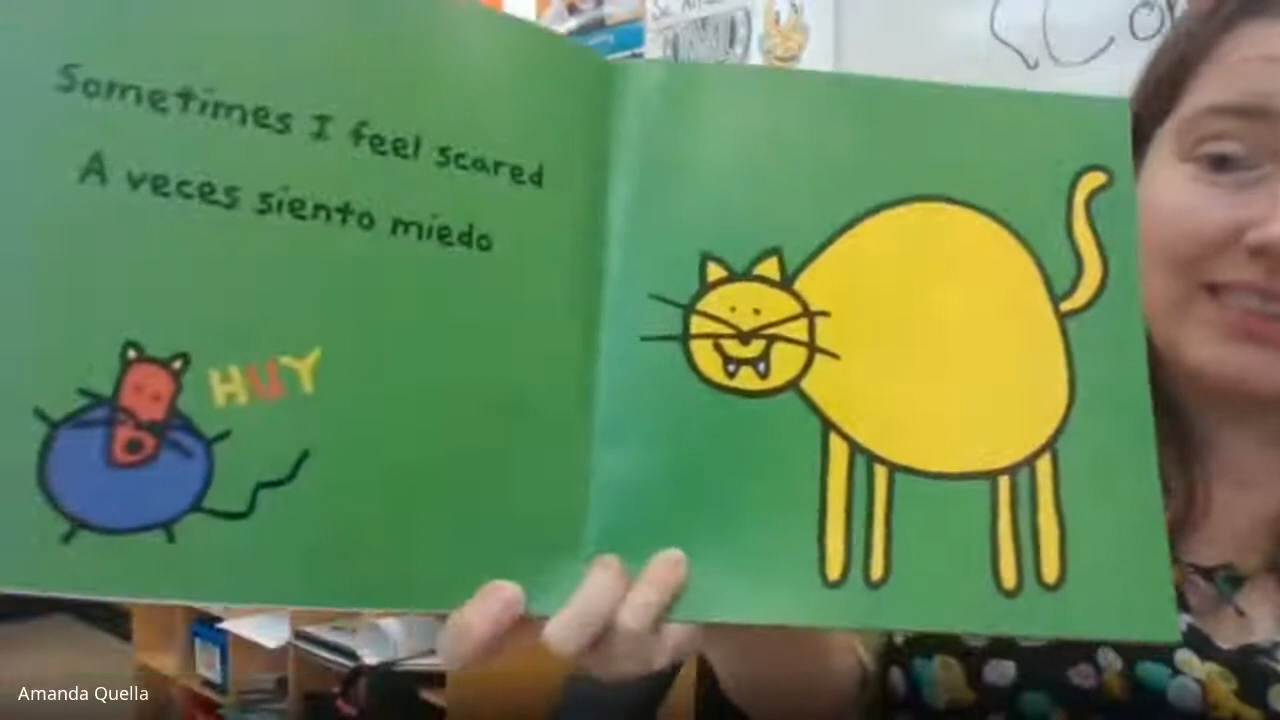 Sometimes I feel scared
A veces siento miedo
HUY
Amanda Quella